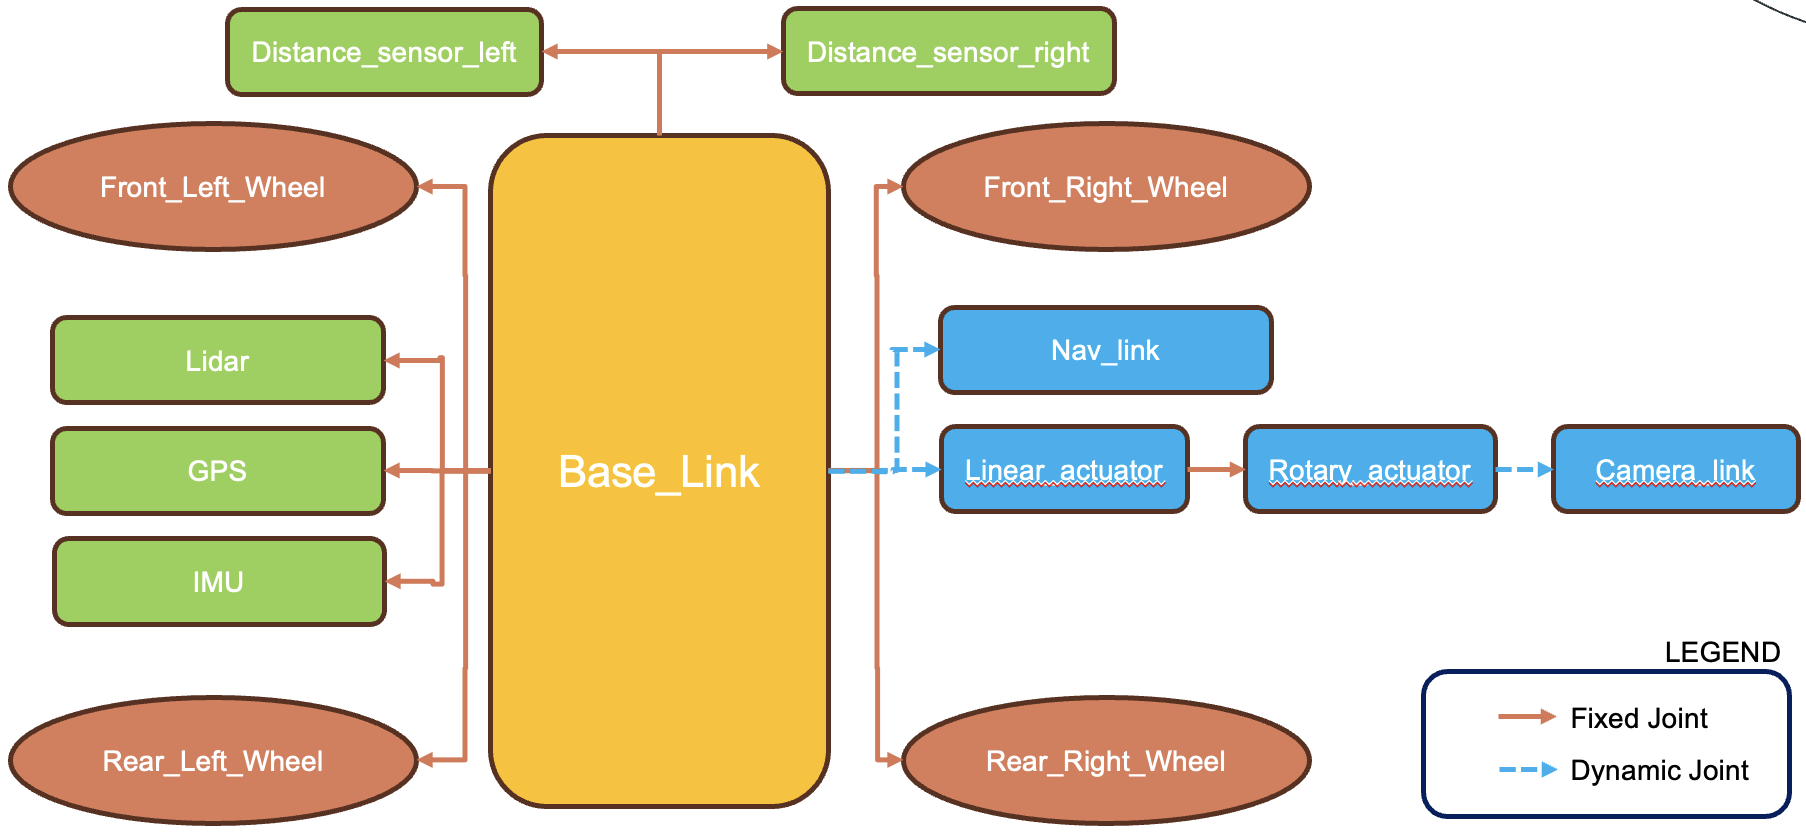 Distance_sensor_left
Distance_sensor_right
Front_Left_Wheel
Front_Right_Wheel
Lidar
Nav_link
GPS
Base_Link
Linear_actuator
Rotary_actuator
Camera_link
IMU
Rear_Left_Wheel
Rear_Right_Wheel
LEGEND
Fixed Joint
Dynamic Joint